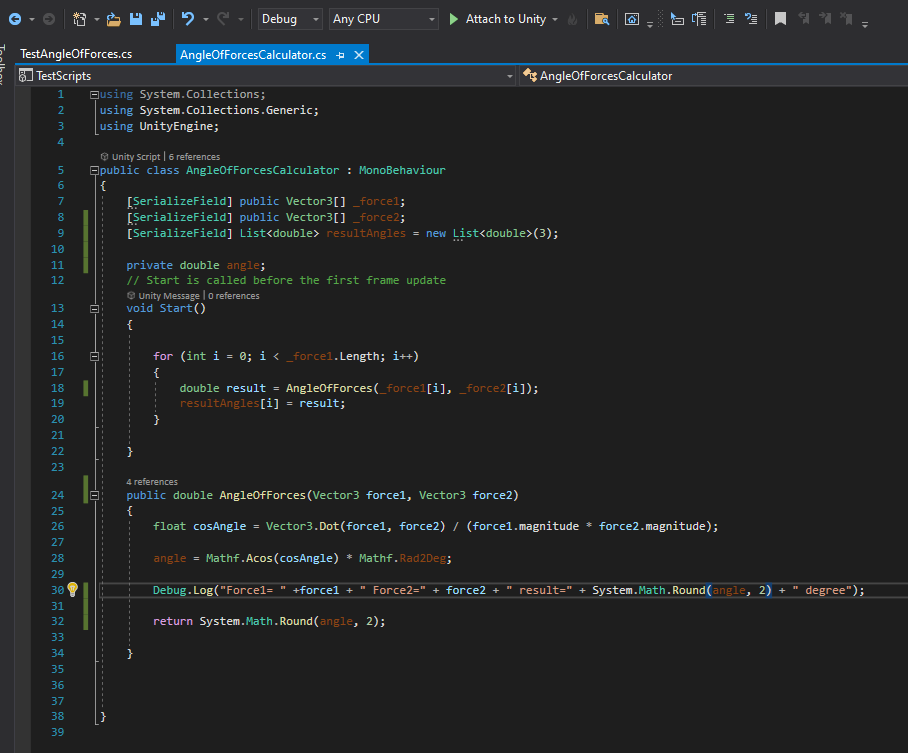 Debug
Any CPU
Attach to Unity
TestAngleOfForces.cs
AngleOfForcesCalculator.cs
TestScripts
AngleOfForcesCalculator
1 using System.Collections;
2 using System.Collections.Generic;
3 using UnityEngine;
4
Unity Script | 6 references
5 public class AngleOfForcesCalculator : MonoBehaviour
6 {
7 [SerializeField] public Vector3[] _force1;
8 [SerializeField] public Vector3[] _force2;
9 [SerializeField] List<double> resultAngles = new List<double>(3);
10
11 private double angle;
12 // Start is called before the first frame update
Unity Message | 0 references
13 void Start()
14 {
15
16 for (int i = 0; i < _force1.Length; i++)
17 {
18 double result = AngleOfForces(_force1[i], _force2[i]);
19 resultAngles[i] = result;
20 }
21
22 }
23
4 references
24 public double AngleOfForces(Vector3 force1, Vector3 force2)
25 {
26 float cosAngle = Vector3.Dot(force1, force2) / (force1.magnitude * force2.magnitude);
27
28 angle = Mathf.Acos(cosAngle) * Mathf.Rad2Deg;
29
30 Debug.Log("Force1= " +force1 + " Force2=" + force2 + " result=" + System.Math.Round(angle, 2) + " degree");
31
32 return System.Math.Round(angle, 2);
33
34 }
35
36
37
38 }
39